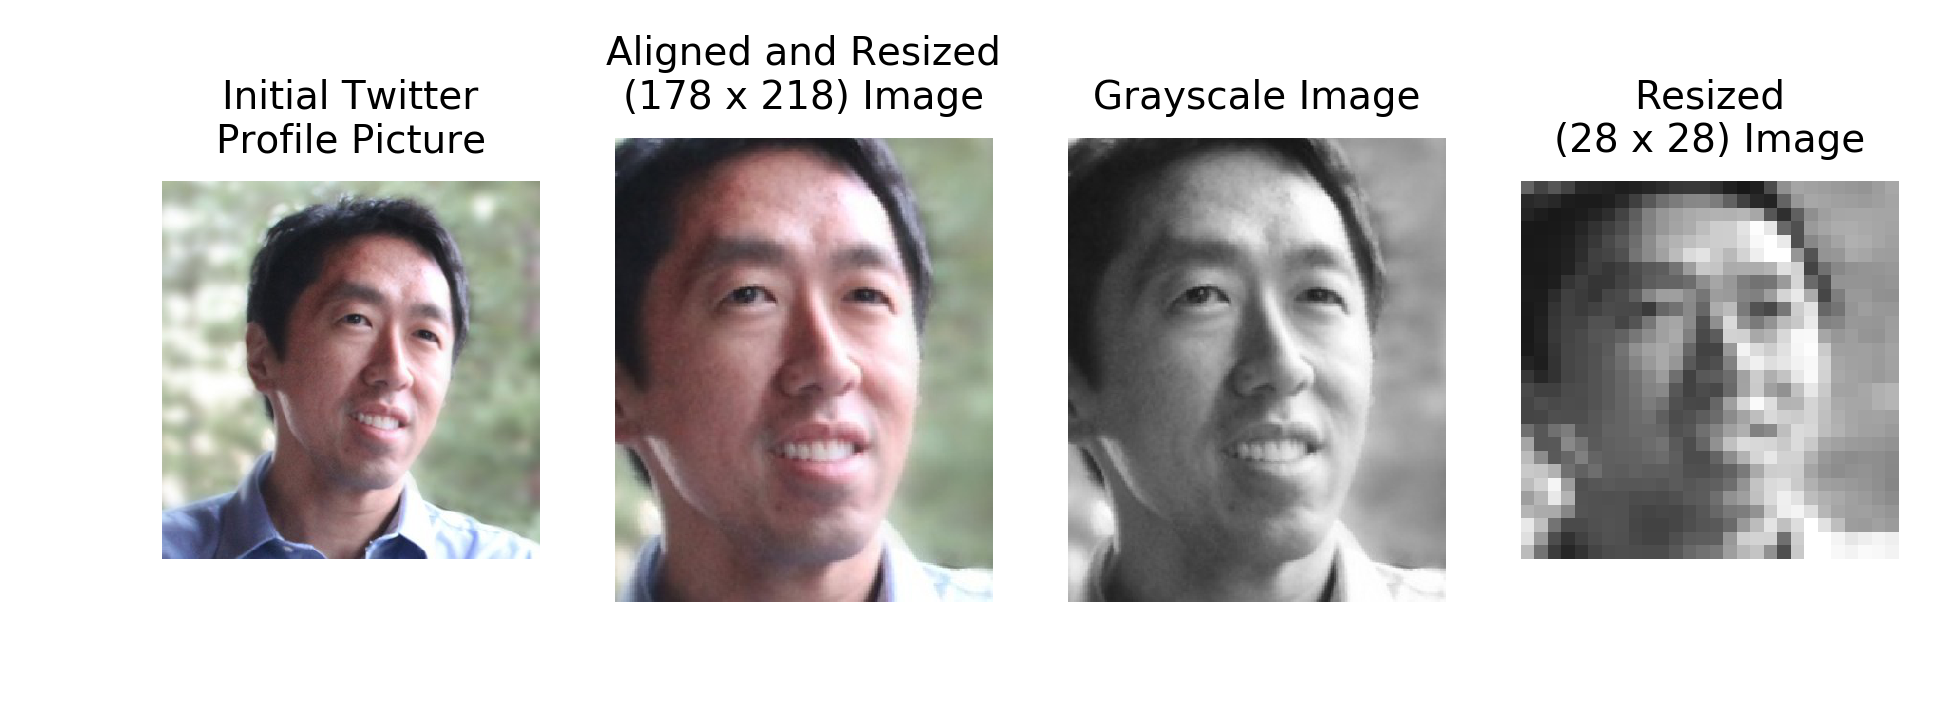 Initial Twitter
Profile Picture
Aligned and Resized
(178 x 218) Image
Grayscale Image
Resized
(28 x 28) Image